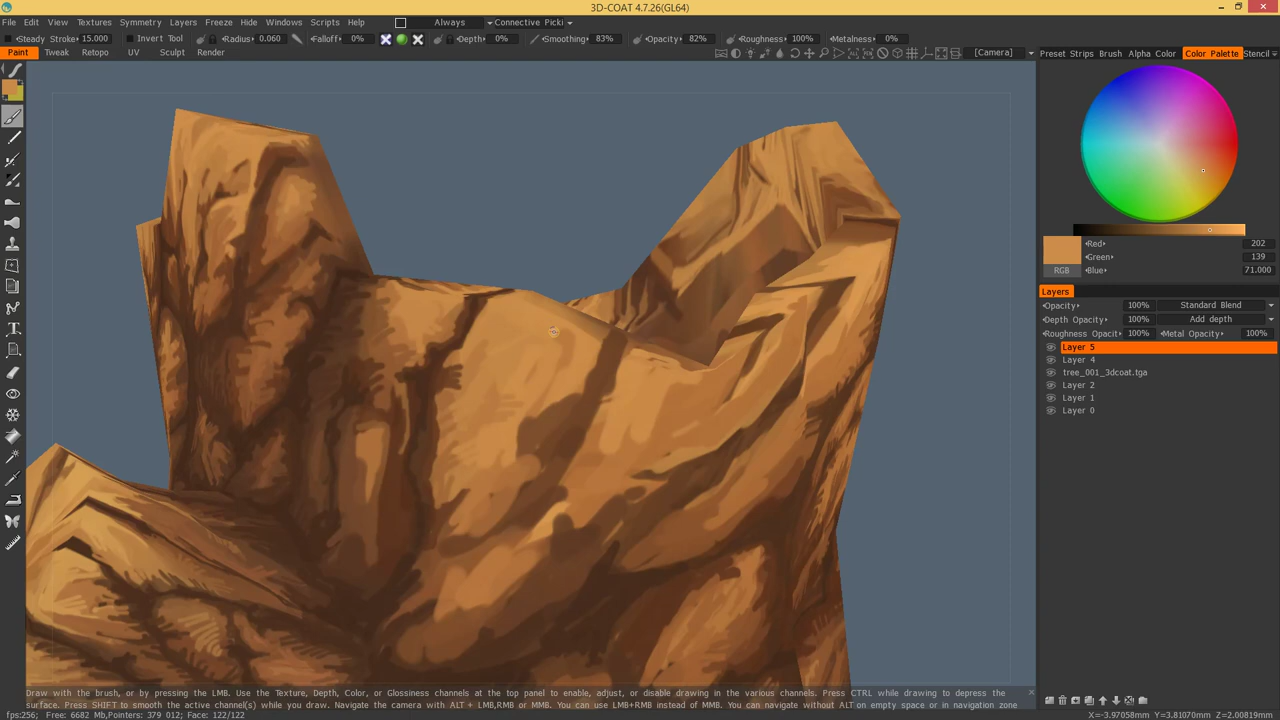 3D-COAT 4.7.26(GL64)
File Edit View Textures Symmetry Layers Freeze Hide Windows Scripts Help Always Connective Picki
Steady Stroke 15.000 Invert Tool Radius 0.060 Falloff 0% Depth 0% Smoothing 83% Opacity 82% Roughness 100% Metalness 0%
Paint Tweak Retopo UV Sculpt Render [Camera]
Preset Strips Brush Alpha Color Color Palette Stencil
Red 202
Green 139
RGB Blue 71.000
Layers
Opacity 100% Standard Blend
Depth Opacity 100% Add depth
Roughness Opacit 100% Metal Opacity 100%
Layer 5
Layer 4
tree_001_3dcoat.tga
Layer 2
Layer 1
Layer 0
Draw with the brush, or by pressing the LMB. Use the Texture, Depth, Color, or Glossiness channels at the top panel to enable, adjust, or disable drawing in the various channels. Press CTRL while drawing to depress the
surface. Press SHIFT to smooth the active channel(s) while you draw. Navigate the camera with ALT + LMB,RMB or MMB. You can use LMB+RMB instead of MMB. You can navigate without ALT on empty space or in navigation zone
fps:256; Free: 6682 Mb,Pointers: 379 012; Face: 122/122 X=-3.97058mm Y=3.81070mm Z=2.00819mm